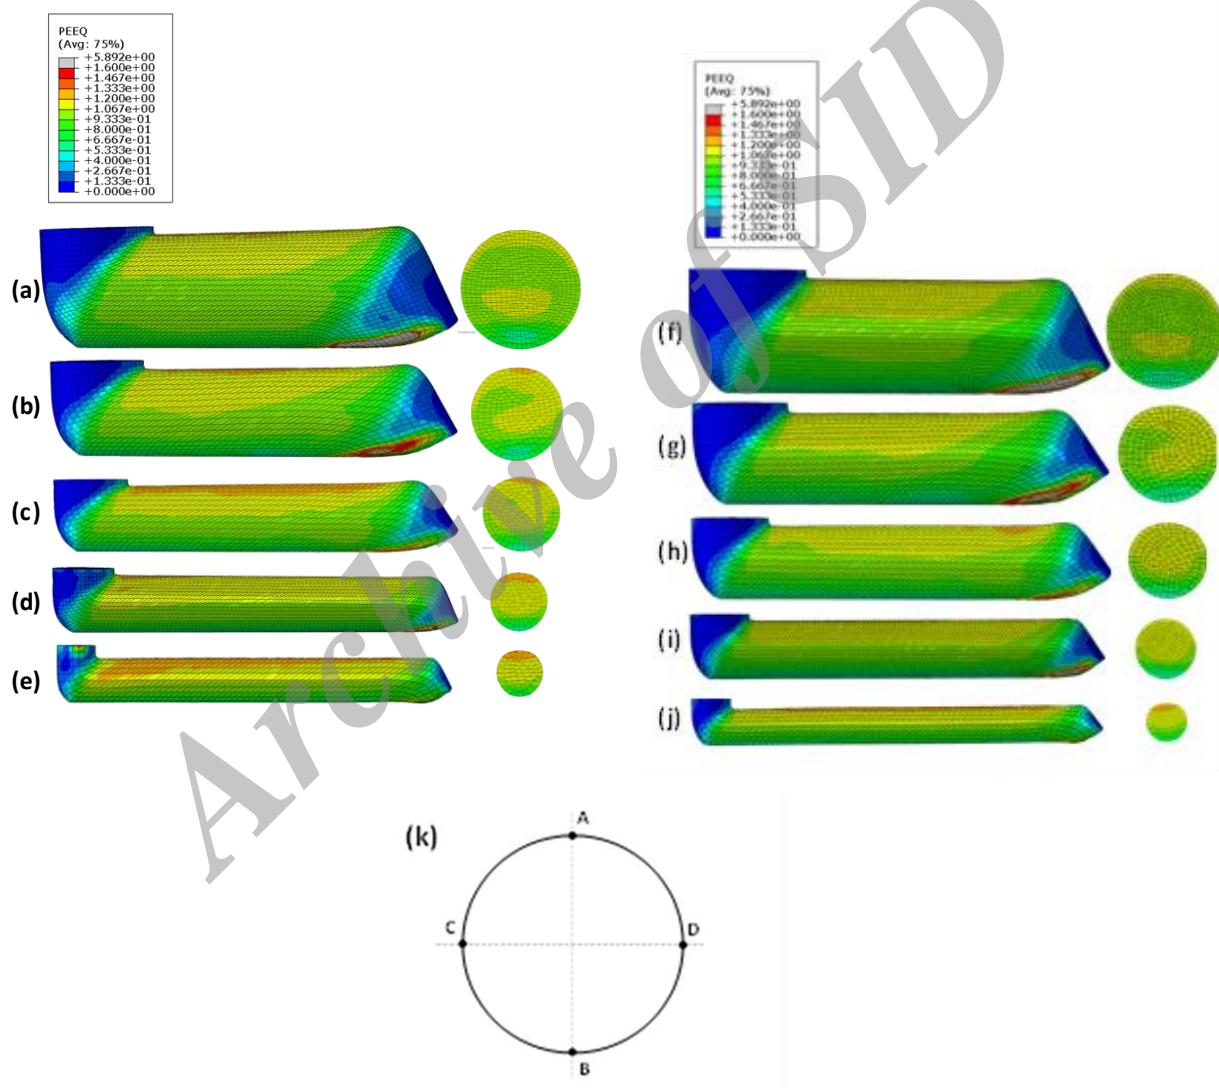 PEEQ
(Avg: 75%)
+5.892e+00
+1.600e+00
+1.467e+00
+1.333e+00
+1.200e+00
+1.067e+00
+9.333e-01
+8.000e-01
+6.667e-01
+5.333e-01
+4.000e-01
+2.667e-01
+1.333e-01
+0.000e+00
(a)
(b)
(c)
(d)
(e)
PEEQ
(Avg: 75%)
+5.892e+00
+1.600e+00
+1.467e+00
+1.333e+00
+1.200e+00
+1.067e+00
+9.333e-01
+8.000e-01
+6.667e-01
+5.333e-01
+4.000e-01
+2.667e-01
+1.333e-01
+0.000e+00
(f)
(g)
(h)
(i)
(j)
(k)
A
C
D
B
Archive of SID